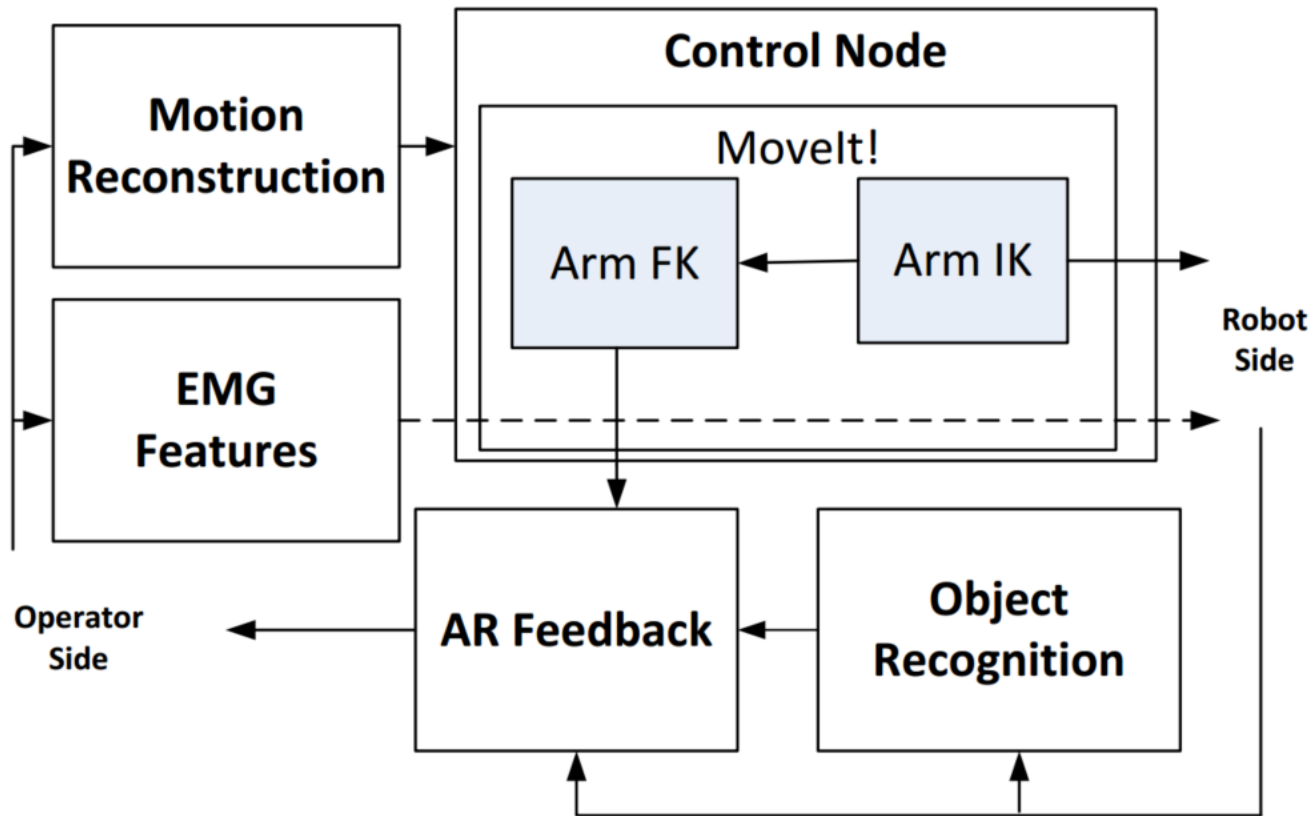 Motion
Reconstruction
Control Node
MoveIt!
Arm FK
Arm IK
Robot
Side
EMG
Features
Operator
Side
AR Feedback
Object
Recognition